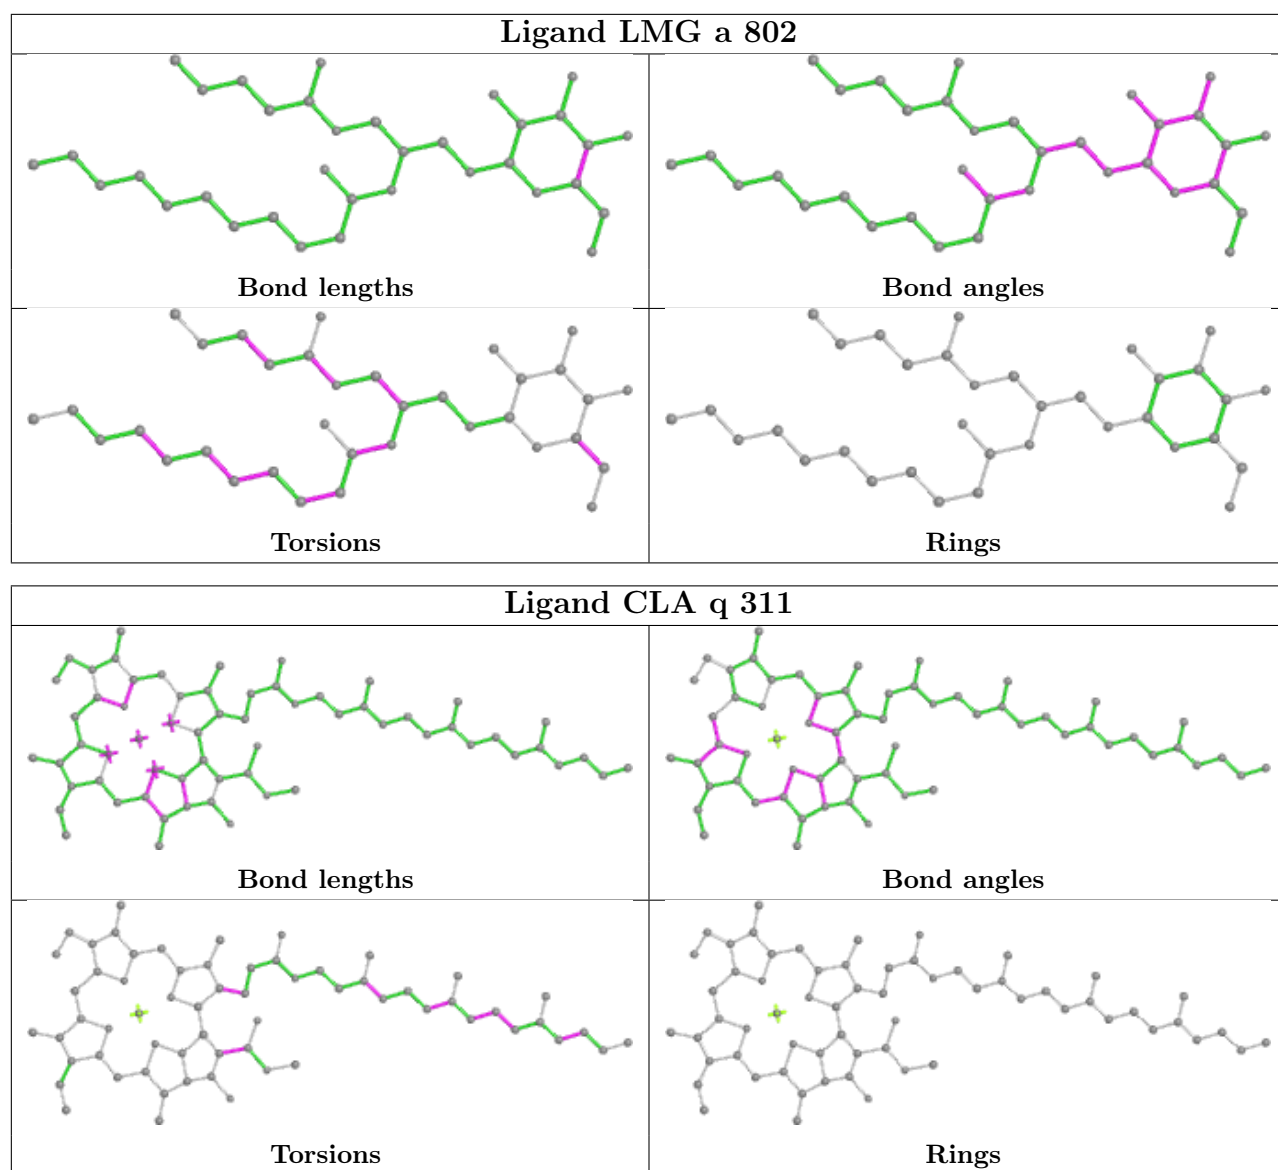 Ligand LMG a 802
Bond lengths
Bond angles
Torsions
Rings
Ligand CLA q 311
Bond lengths
Bond angles
Torsions
Rings